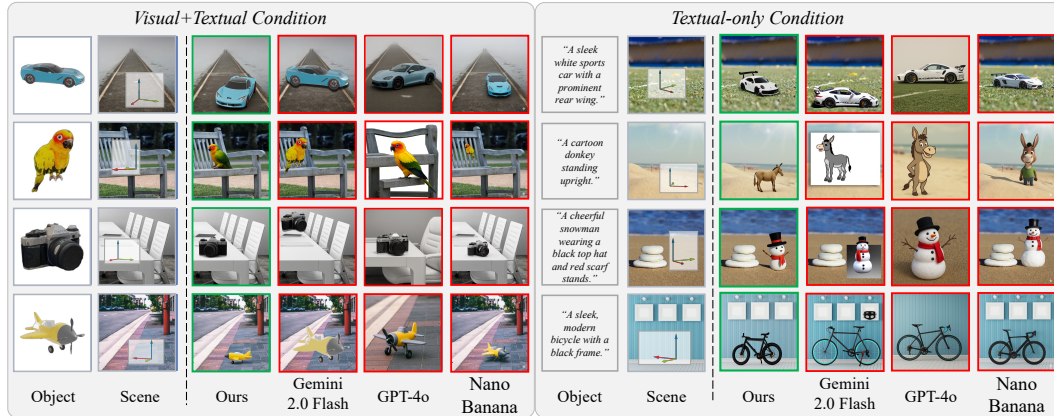 Visual+Textual Condition
Textual-only Condition
“A sleek
white sports
car with a
prominent
rear wing.”
“A cartoon
donkey
standing
upright.”
“A cheerful
snowman
wearing a
black top hat
and red scarf
stands.”
“A sleek,
modern
bicycle with a
black frame.”
Object
Scene
Ours
Gemini
2.0 Flash
GPT-4o
Nano
Banana
Object
Scene
Ours
Gemini
2.0 Flash
GPT-4o
Nano
Banana